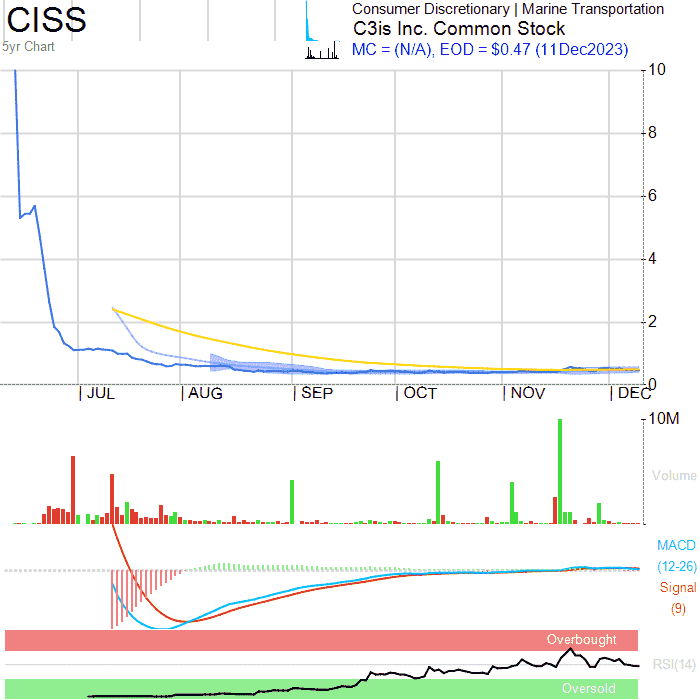 CISS
5yr Chart
Consumer Discretionary | Marine Transportation
C3is Inc. Common Stock
MC = (N/A), EOD = $0.47 (11Dec2023)
10
8
6
4
2
0
JUL
AUG
SEP
OCT
NOV
DEC
10M
Volume
MACD
(12-26)
Signal
(9)
Overbought
RSI(14)
Oversold